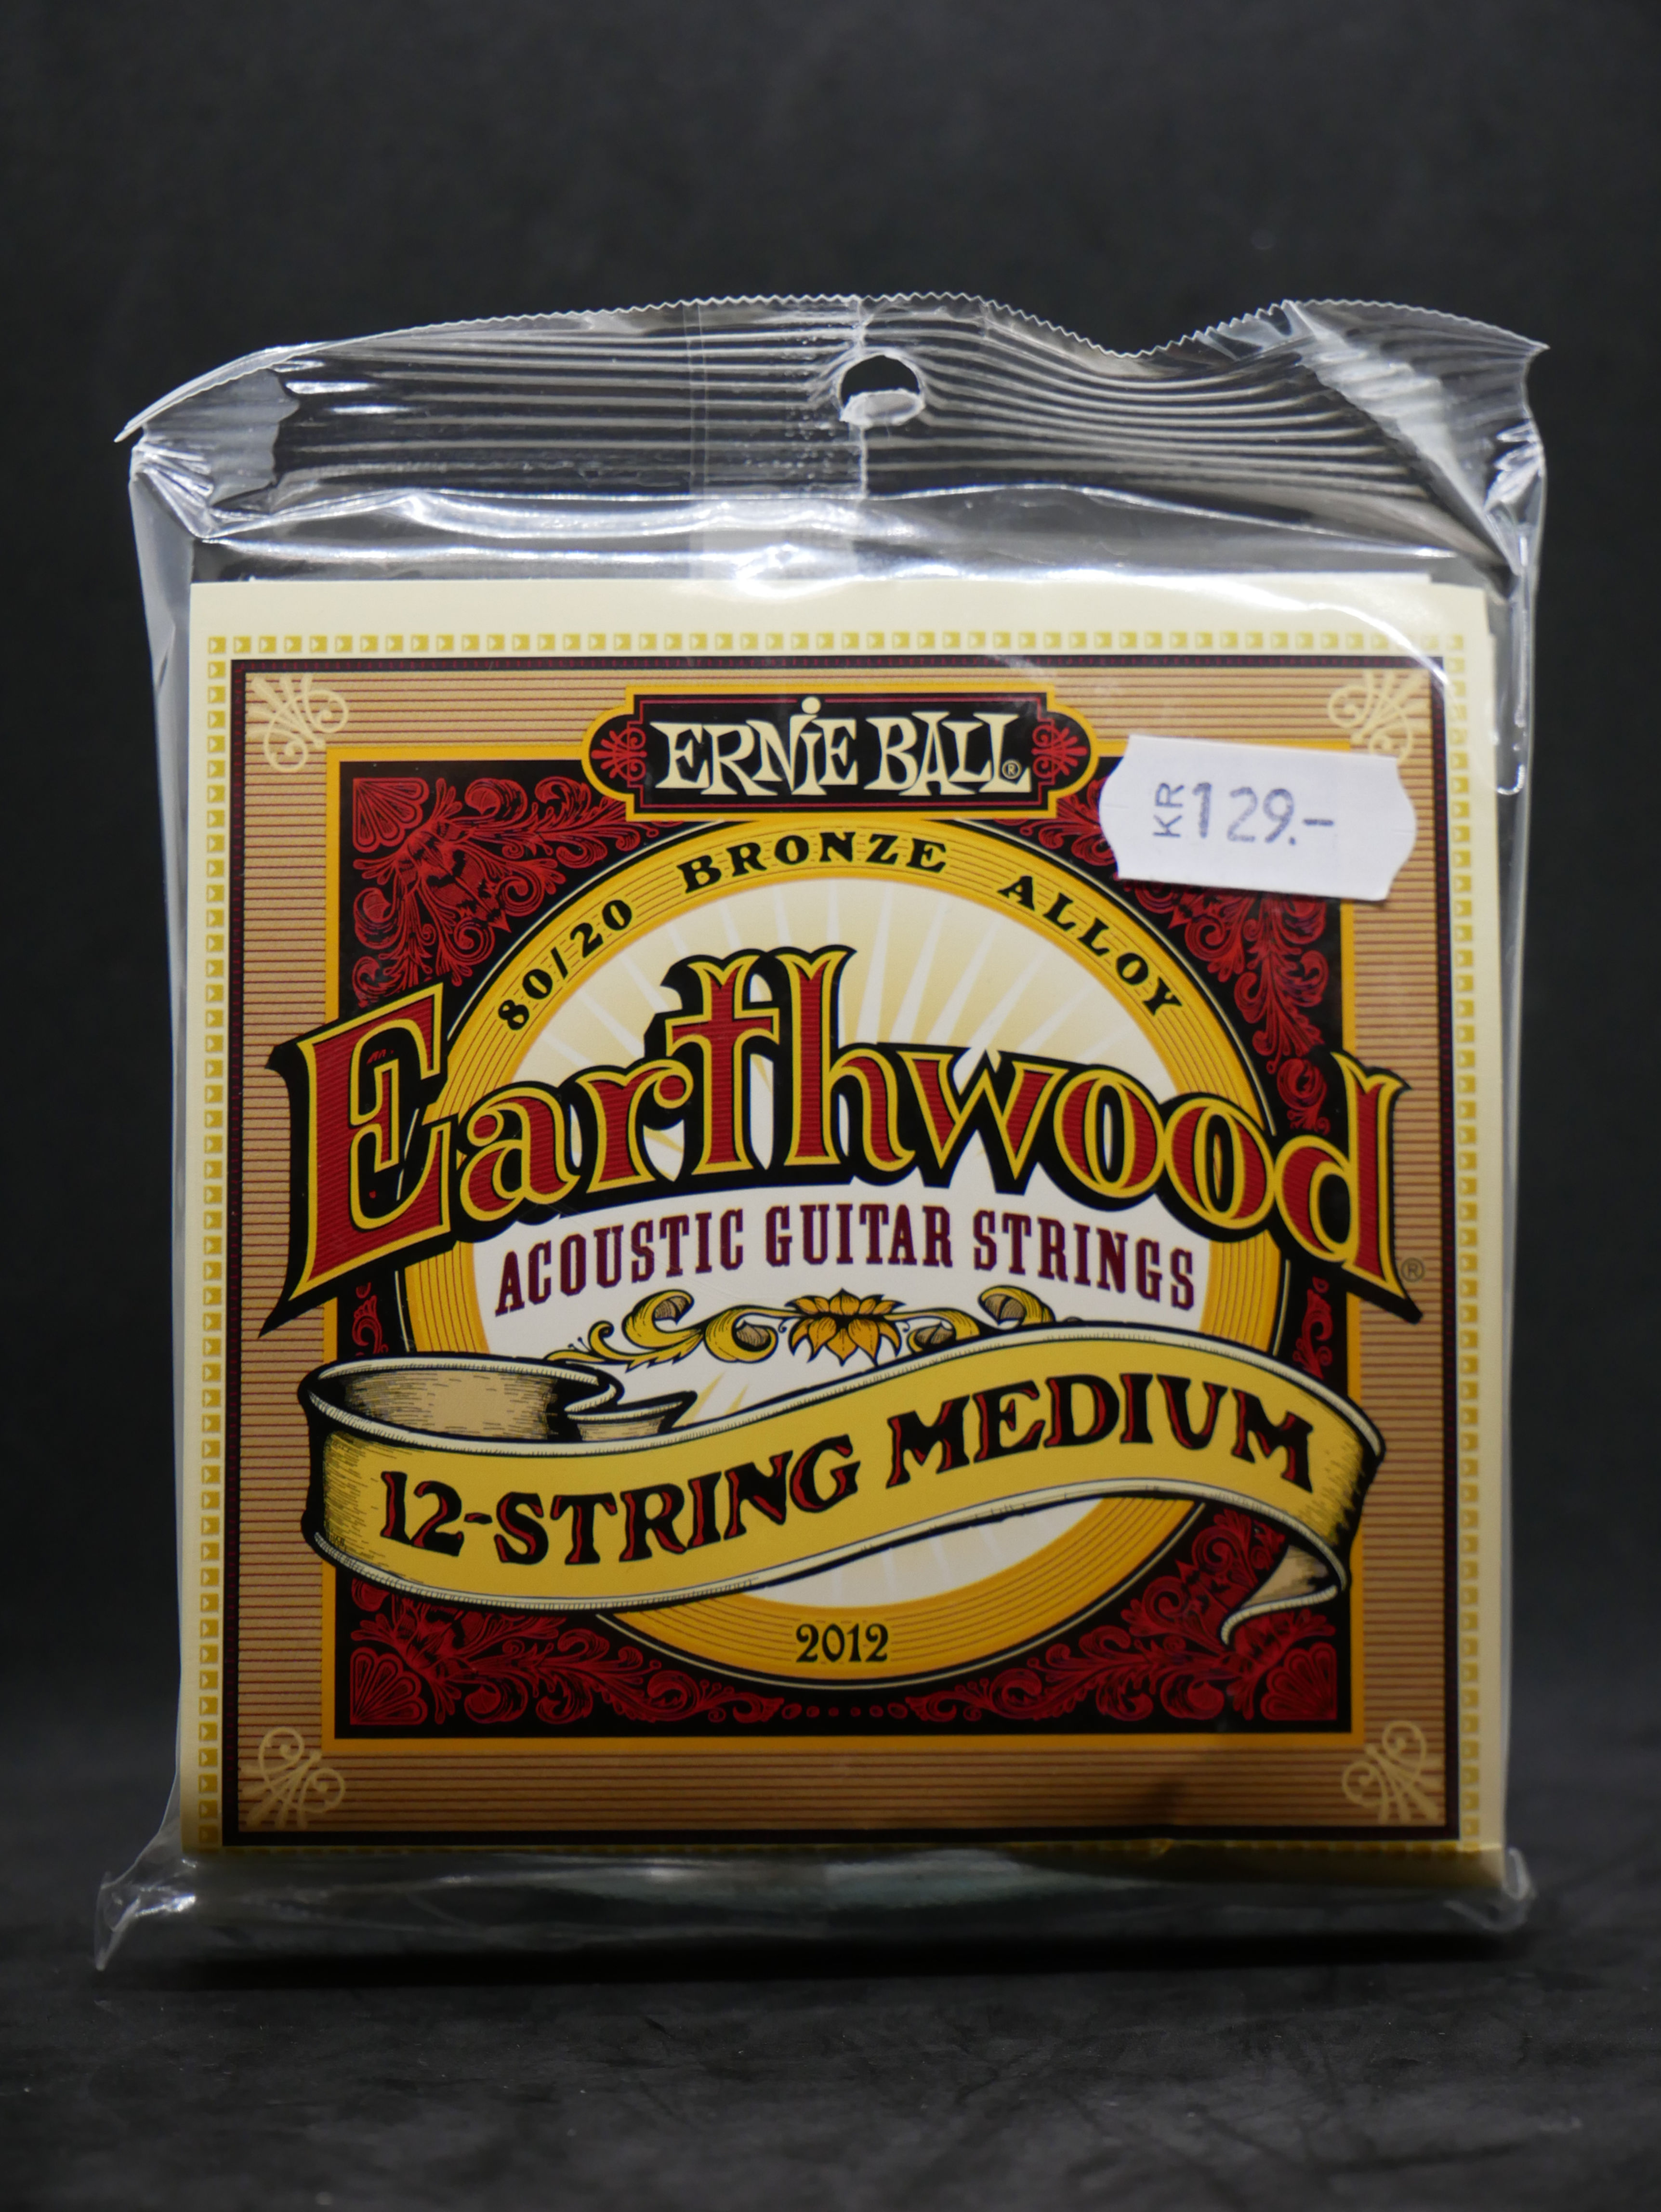 ERNIE BALL®
KR 129.-
80/20 BRONZE ALLOY
Earthwood®
ACOUSTIC GUITAR STRINGS
12-STRING MEDIUM
2012